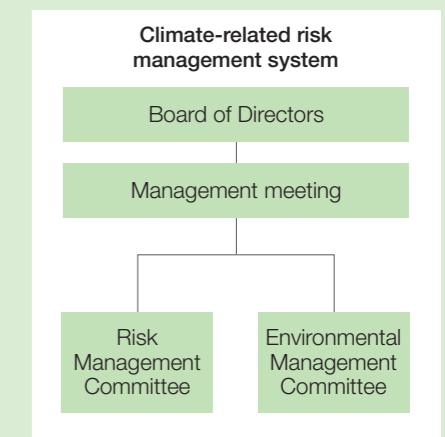 Climate-related risk
management system
Board of Directors
Management meeting
Risk
Management
Committee
Environmental
Management
Committee